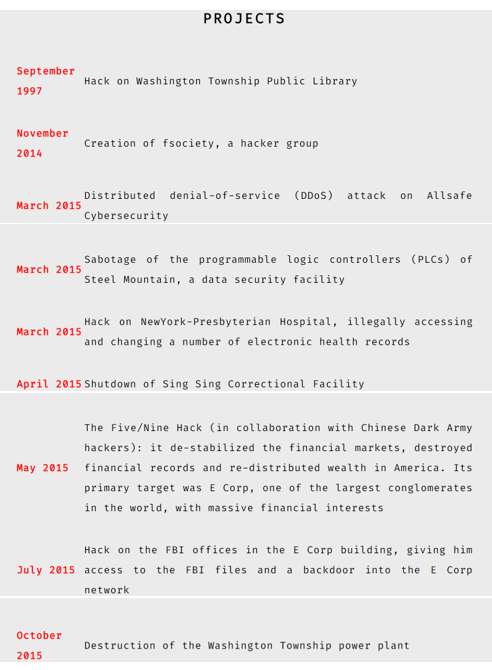 PROJECTS
September
1997
Hack on Washington Township Public Library
November
2014
Creation of fsociety, a hacker group
March 2015
Distributed denial-of-service (DDoS) attack on Allsafe
Cybersecurity
March 2015
Sabotage of the programmable logic controllers (PLCs) of
Steel Mountain, a data security facility
March 2015
Hack on NewYork-Presbyterian Hospital, illegally accessing
and changing a number of electronic health records
April 2015
Shutdown of Sing Sing Correctional Facility
May 2015
The Five/Nine Hack (in collaboration with Chinese Dark Army
hackers): it de-stabilized the financial markets, destroyed
financial records and re-distributed wealth in America. Its
primary target was E Corp, one of the largest conglomerates
in the world, with massive financial interests
July 2015
Hack on the FBI offices in the E Corp building, giving him
access to the FBI files and a backdoor into the E Corp
network
October
2015
Destruction of the Washington Township power plant